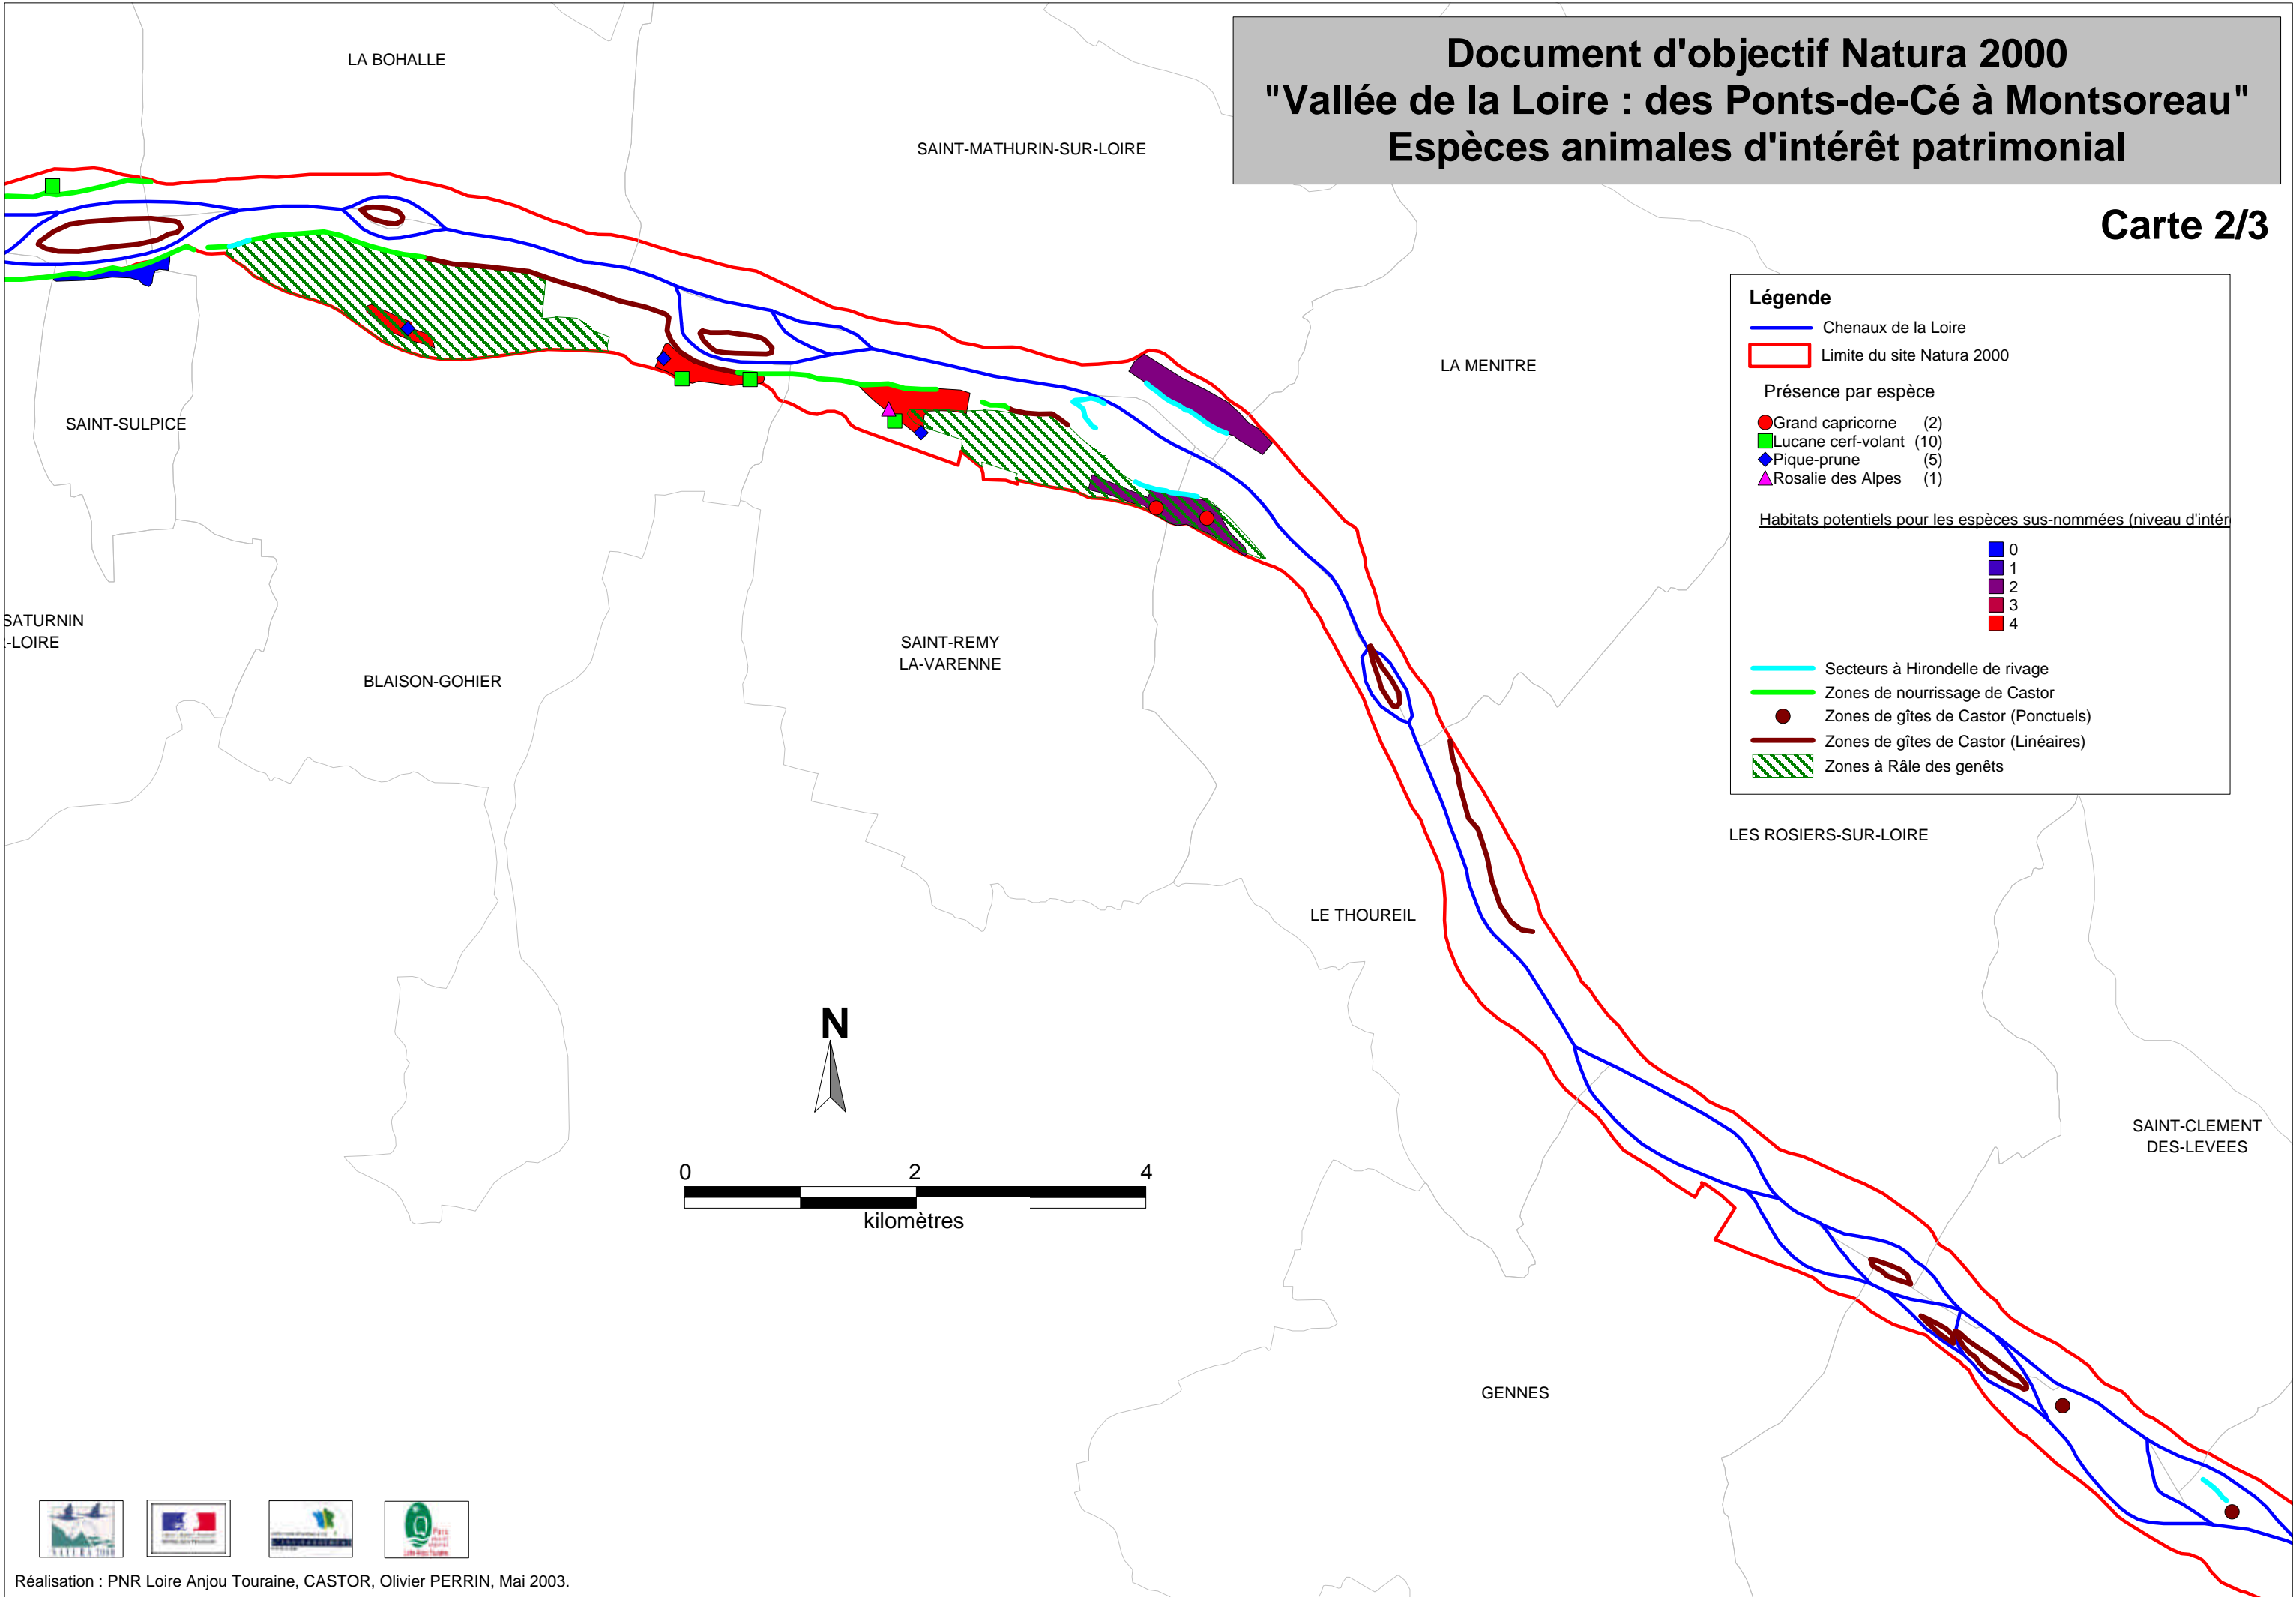 Document d'objectif Natura 2000
"Vallée de la Loire : des Ponts-de-Cé à Montsoreau"
Espèces animales d'intérêt patrimonial
Carte 2/3
LA BOHALLE
SAINT-MATHURIN-SUR-LOIRE
LA MENITRE
SAINT-SULPICE
SATURNIN
-LOIRE
BLAISON-GOHIER
SAINT-REMY
LA-VARENNE
LE THOUREIL
LES ROSIERS-SUR-LOIRE
SAINT-CLEMENT
DES-LEVEES
GENNES
Légende
Chenaux de la Loire
Limite du site Natura 2000
Présence par espèce
Grand capricorne (2)
Lucane cerf-volant (10)
Pique-prune (5)
Rosalie des Alpes (1)
Habitats potentiels pour les espèces sus-nommées (niveau d'intér
0
1
2
3
4
Secteurs à Hirondelle de rivage
Zones de nourrissage de Castor
Zones de gîtes de Castor (Ponctuels)
Zones de gîtes de Castor (Linéaires)
Zones à Râle des genêts
N
0 2 4
kilomètres
NATURA 2000
Parc
Loire Anjou Touraine
Réalisation : PNR Loire Anjou Touraine, CASTOR, Olivier PERRIN, Mai 2003.